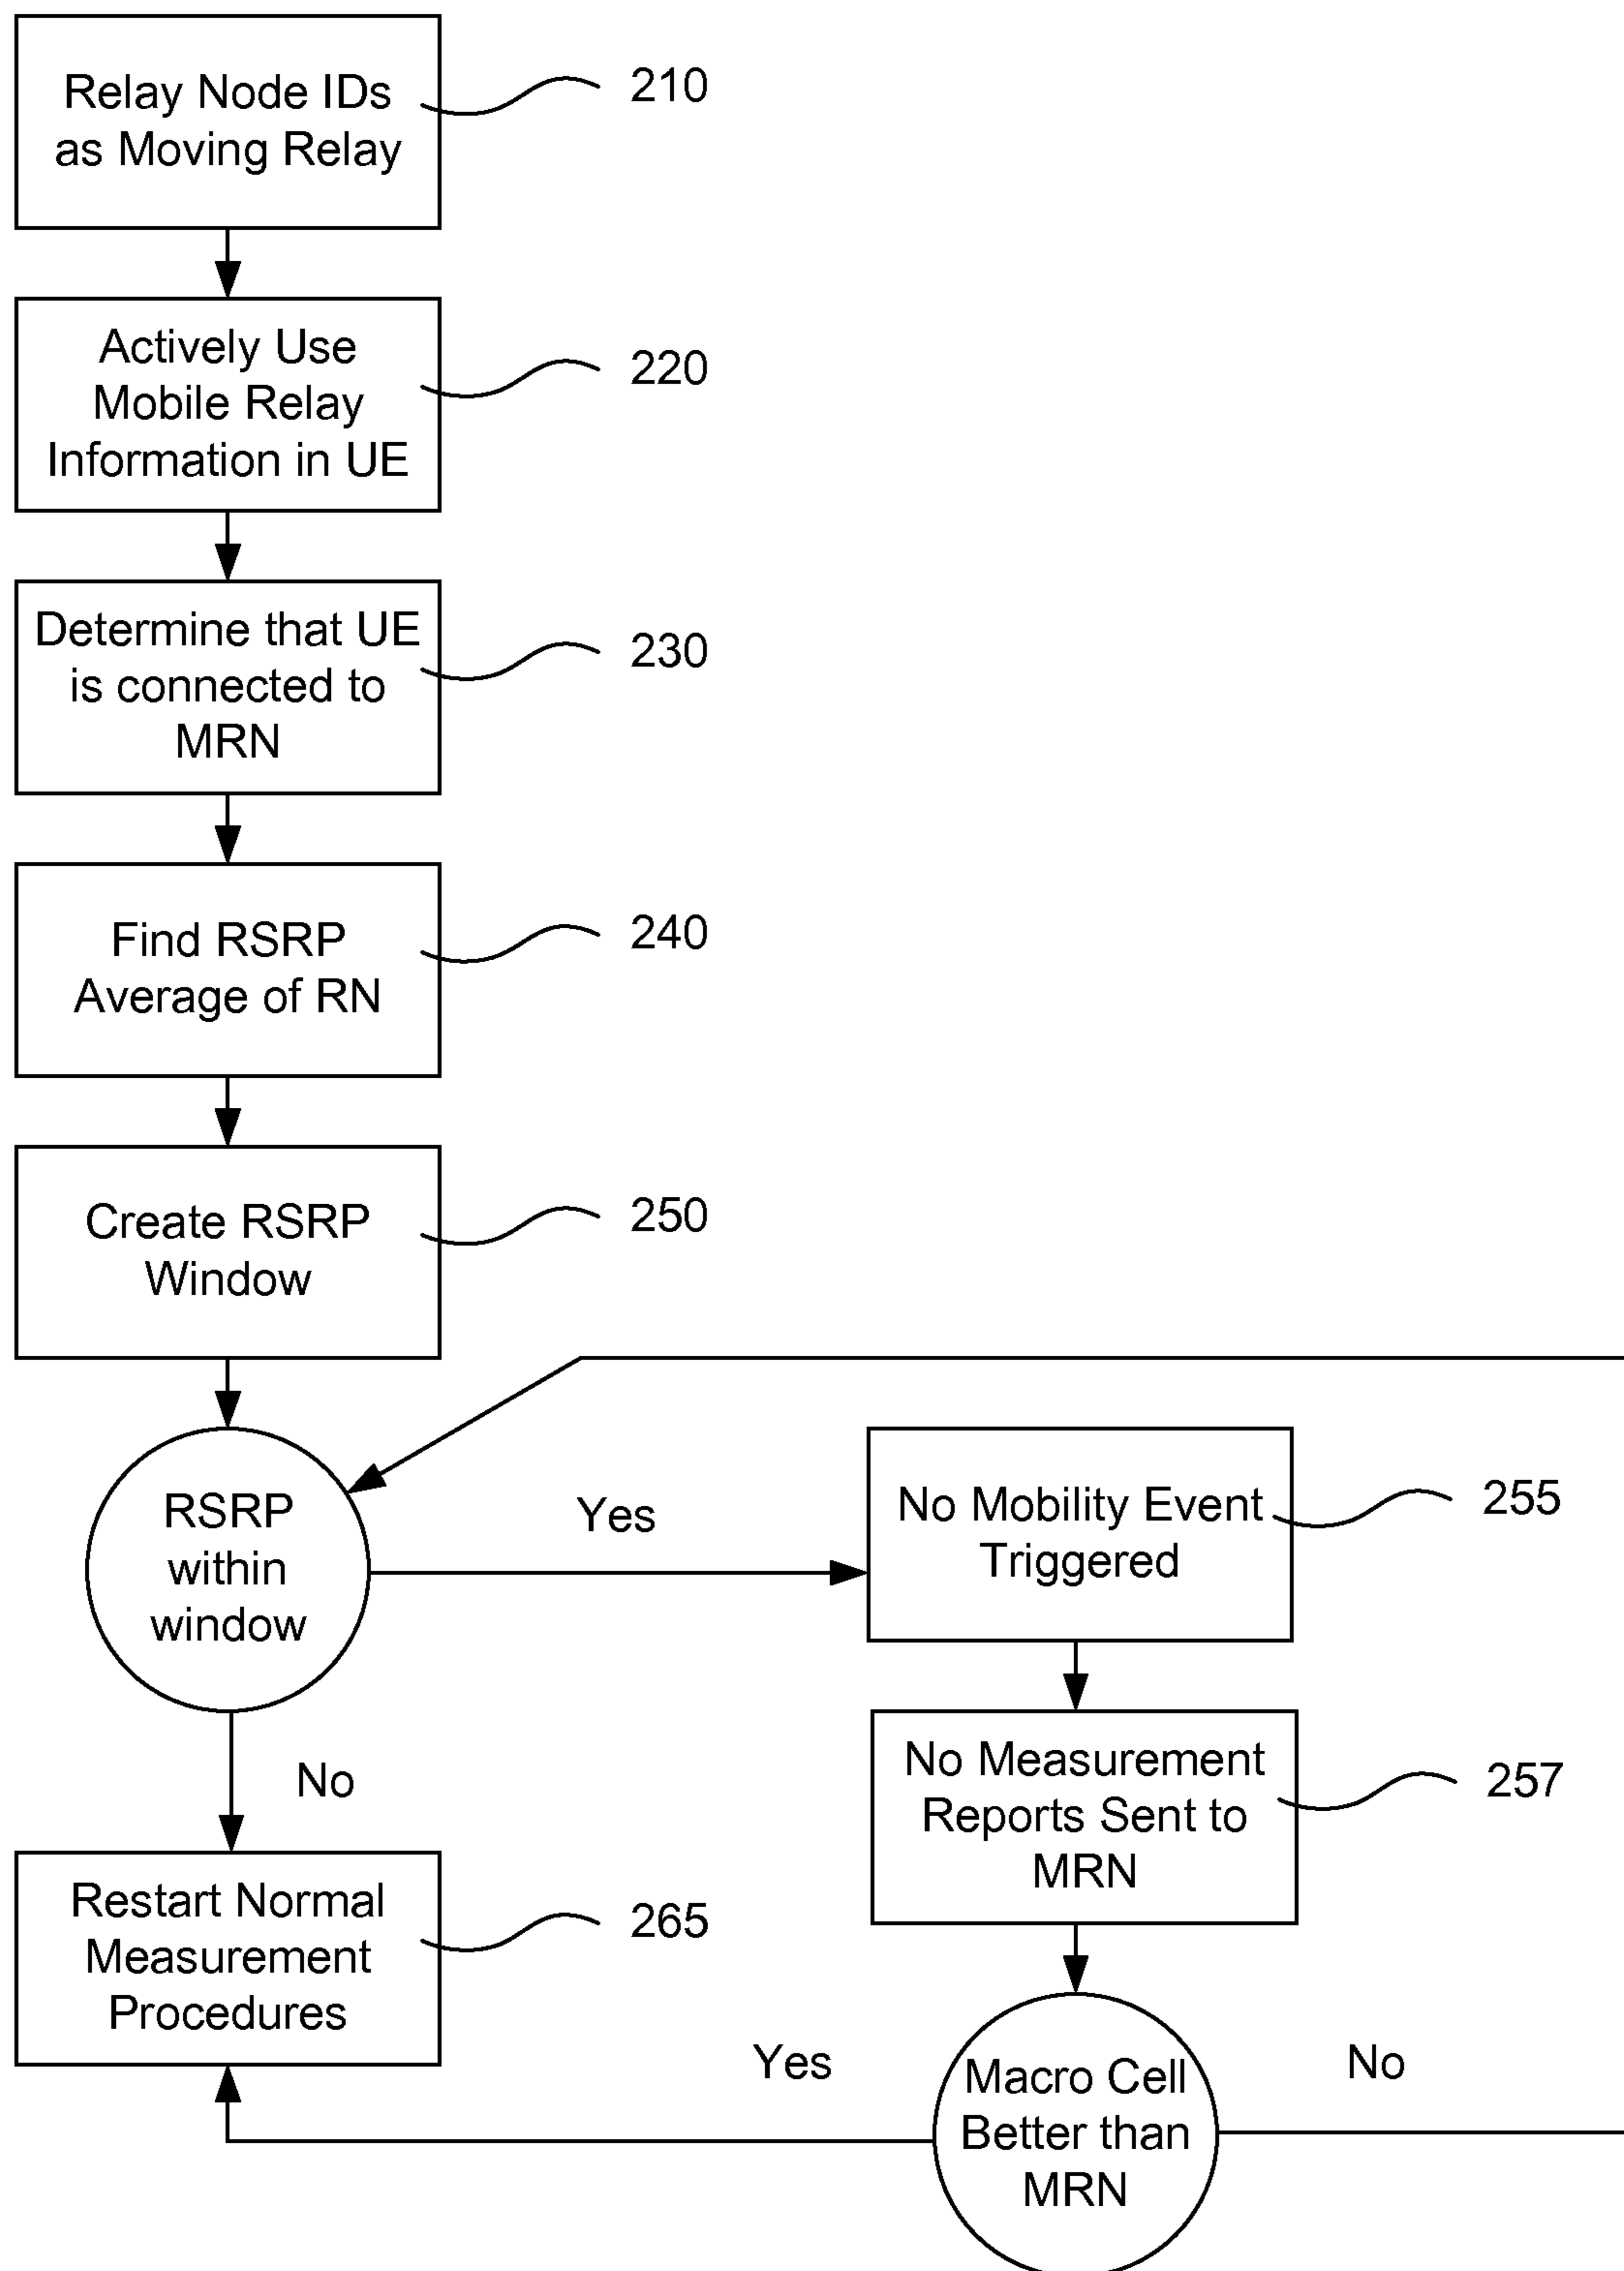 Relay Node IDs
as Moving Relay
210
Actively Use
Mobile Relay
Information in UE
220
Determine that UE
is connected to
MRN
230
Find RSRP
Average of RN
240
Create RSRP
Window
250
RSRP
within
window
Yes
No Mobility Event
Triggered
255
No
No Measurement
Reports Sent to
MRN
257
Restart Normal
Measurement
Procedures
265
Yes
Macro Cell
Better than
MRN
No